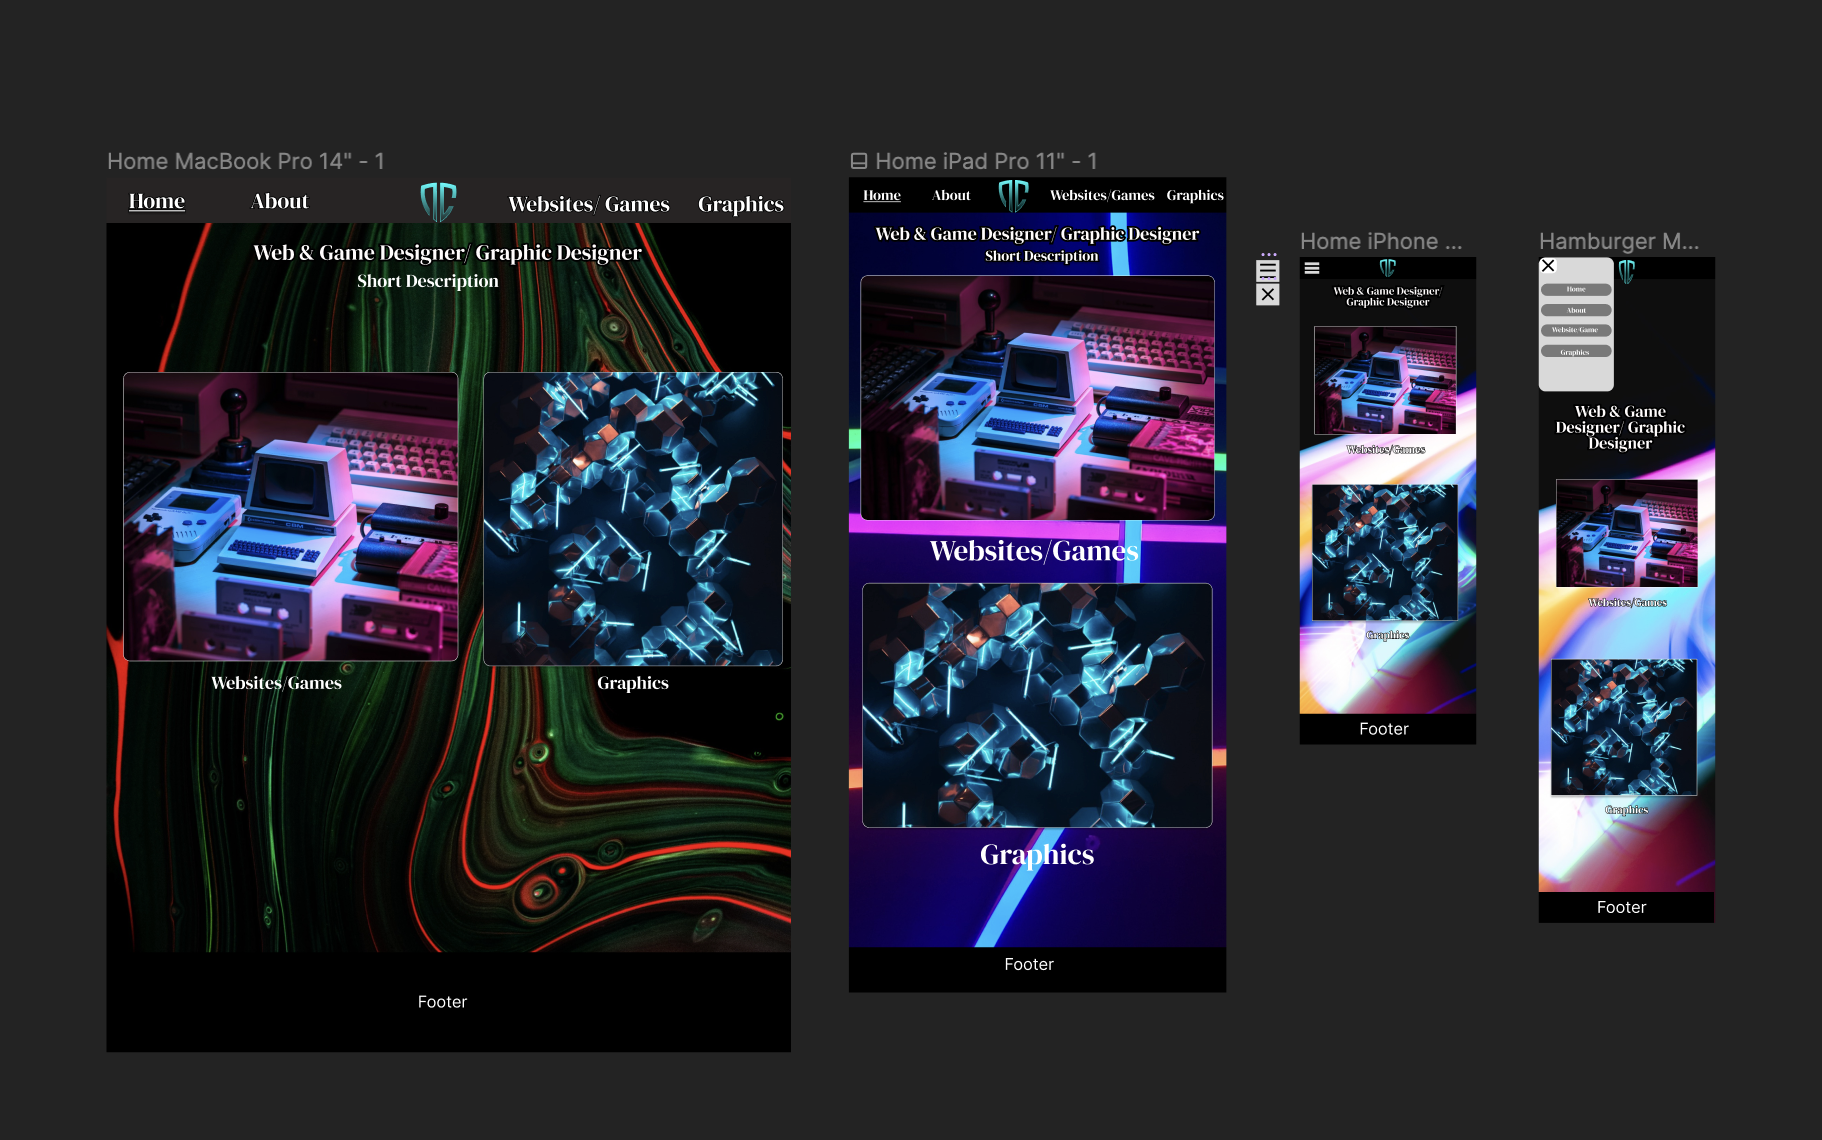 Home MacBook Pro 14" - 1
Home
About
Websites/ Games
Graphics
Web & Game Designer/ Graphic Designer
Short Description
Websites/Games
Graphics
Footer
Home iPad Pro 11" - 1
Home
About
Websites/Games
Graphics
Web & Game Designer/ Graphic Designer
Short Description
Websites/Games
Graphics
Footer
Home iPhone ...
Web & Game Designer/
Graphic Designer
Websites/Games
Graphics
Footer
Hamburger M...
Home
About
Website/Game
Graphics
Web & Game
Designer/ Graphic
Designer
Websites/Games
Graphics
Footer